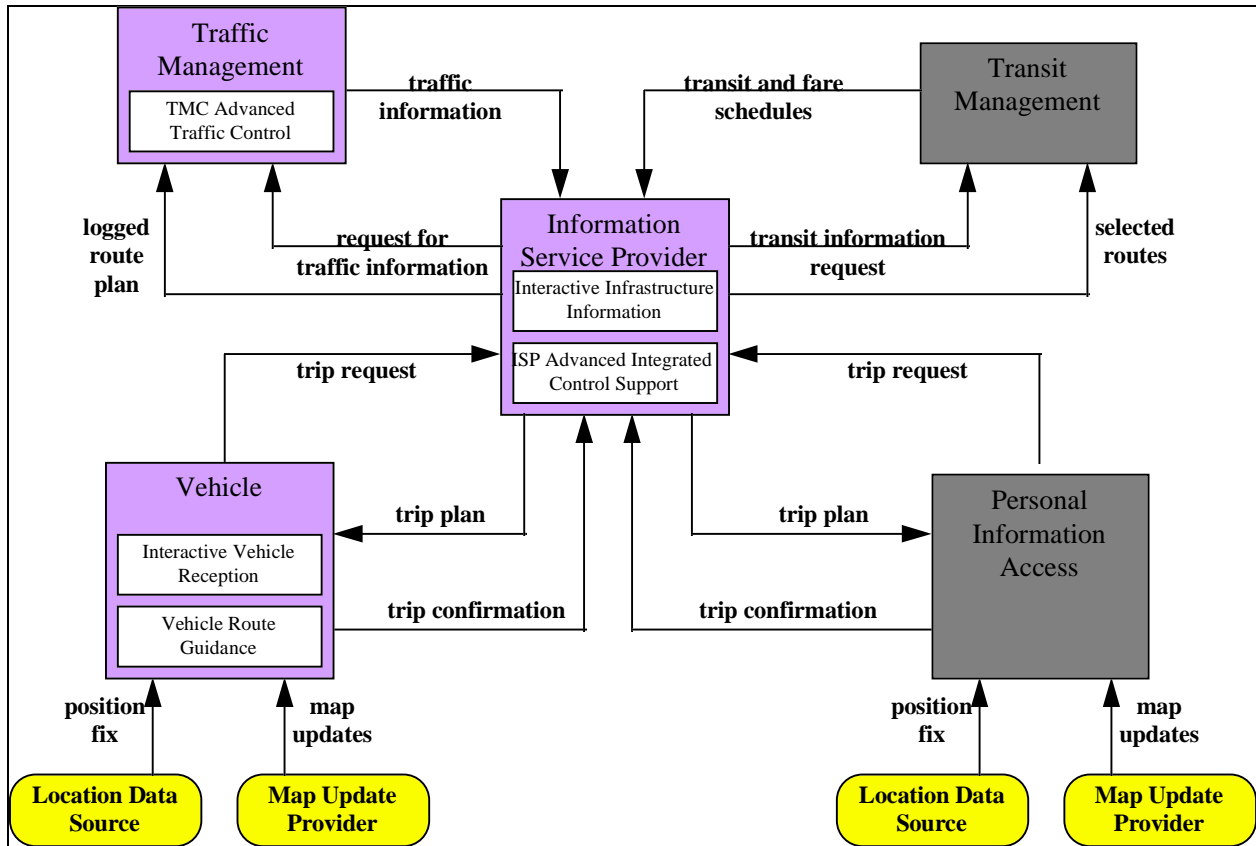 Traffic
Management
TMC Advanced
Traffic Control
traffic
information
transit and fare
schedules
Transit
Management
logged
route
plan
request for
traffic information
Information
Service Provider
Interactive Infrastructure
Information
ISP Advanced Integrated
Control Support
transit information
request
selected
routes
trip request
trip request
Vehicle
Interactive Vehicle
Reception
Vehicle Route
Guidance
trip plan
trip confirmation
trip plan
trip confirmation
Personal
Information
Access
position
fix
map
updates
position
fix
map
updates
Location Data
Source
Map Update
Provider
Location Data
Source
Map Update
Provider